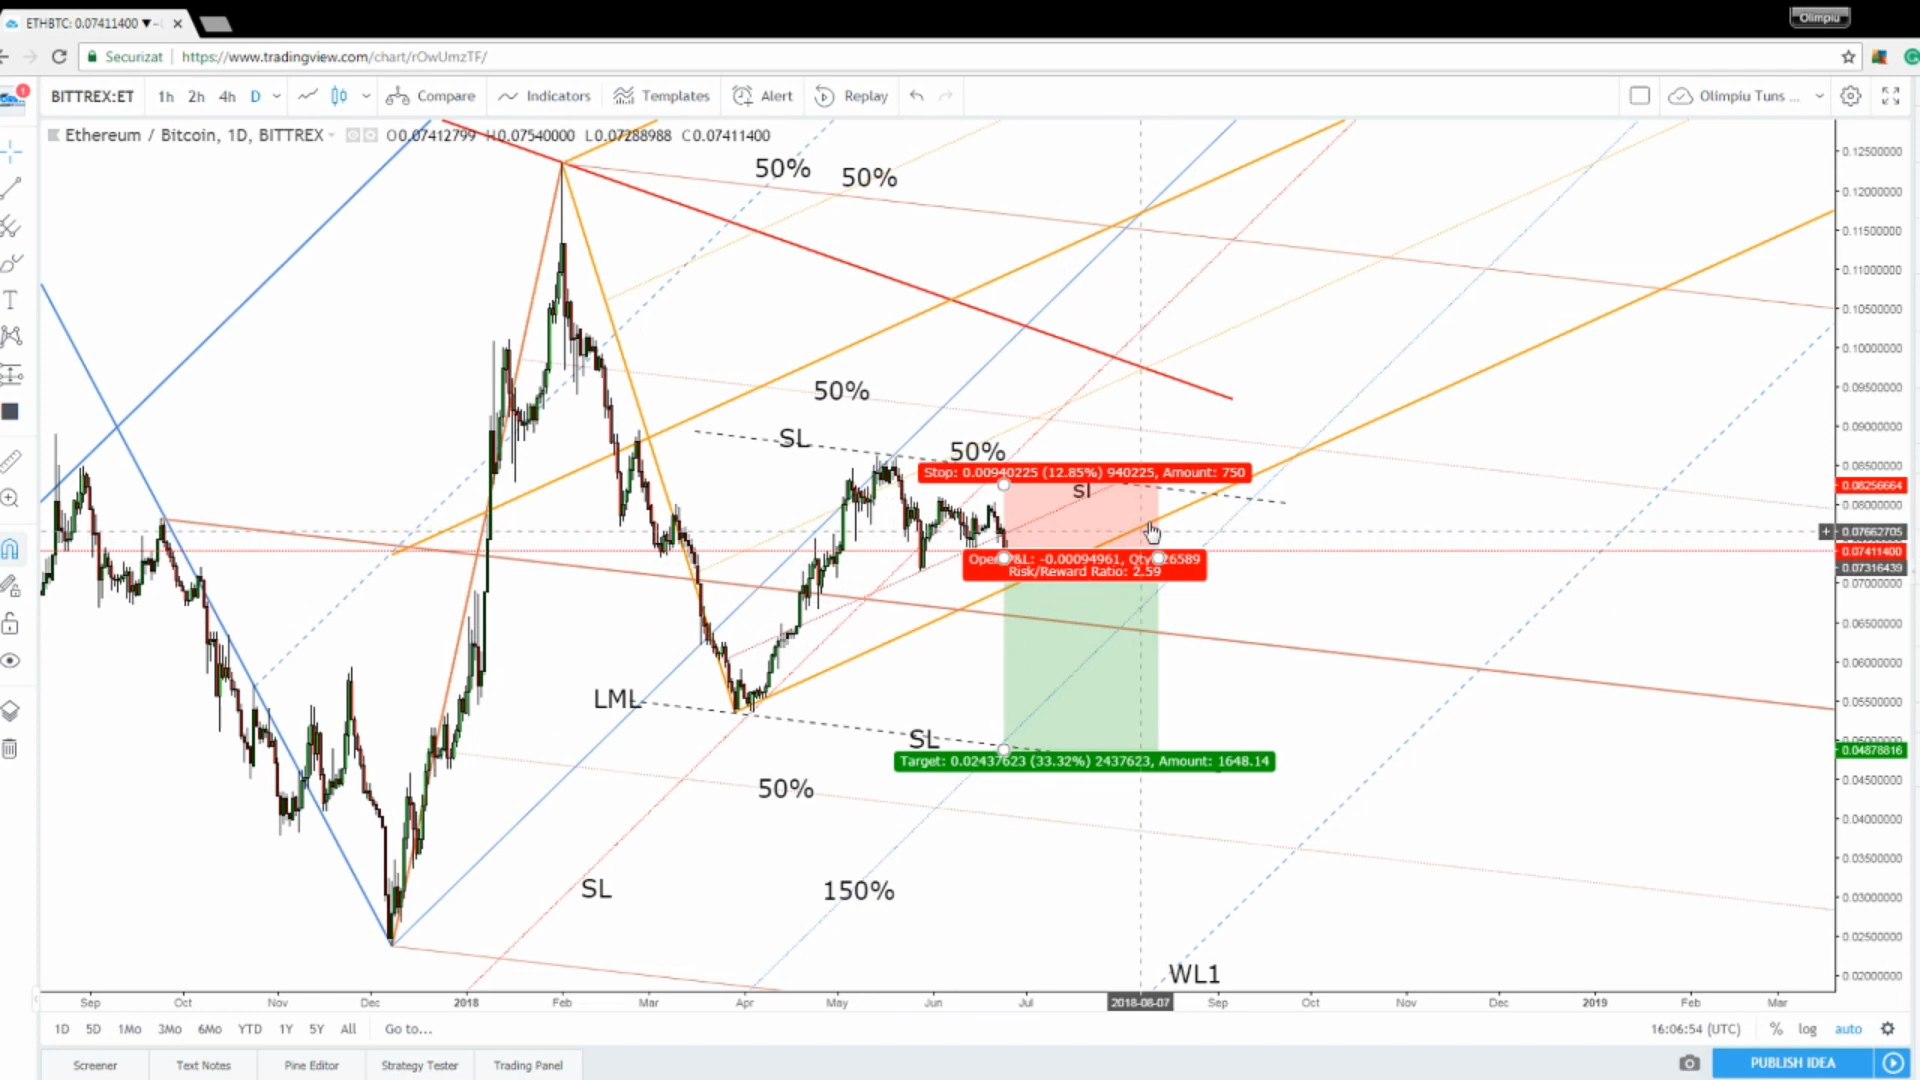 Olimpiu
ETHBTC: 0.07411400 ▼
Securizat
https://www.tradingview.com/chart/rOwUmzTF/
1
BITTREX:ET 1h 2h 4h D Compare Indicators Templates Alert Replay Olimpiu Tuns ...
Ethereum / Bitcoin, 1D, BITTREX O0.07412799 H0.07540000 L0.07288988 C0.07411400
50% 50%
50%
SL
50%
Stop: 0.00940225 (12.85%) 940225, Amount: 750
sl
Risk/Reward Ratio: 2.59
LML
SL
Target: 0.02437623 (33.32%) 2437623, Amount: 1648.14
50%
SL
150%
WL1
0.12500000
0.12000000
0.11500000
0.11000000
0.10500000
0.10000000
0.09500000
0.09000000
0.08500000
0.08256664
0.08000000
0.07662705
0.07411400
0.07316439
0.07000000
0.06500000
0.06000000
0.05500000
0.04878816
0.04500000
0.04000000
0.03500000
0.03000000
0.02500000
0.02000000
Sep Oct Nov Dec 2018 Feb Mar Apr May Jun Jul 2018-08-07 Sep Oct Nov Dec 2019 Feb Mar
1D 5D 1Mo 3Mo 6Mo YTD 1Y 5Y All Go to... 16:06:54 (UTC) % log auto
Screener Text Notes Pine Editor Strategy Tester Trading Panel PUBLISH IDEA